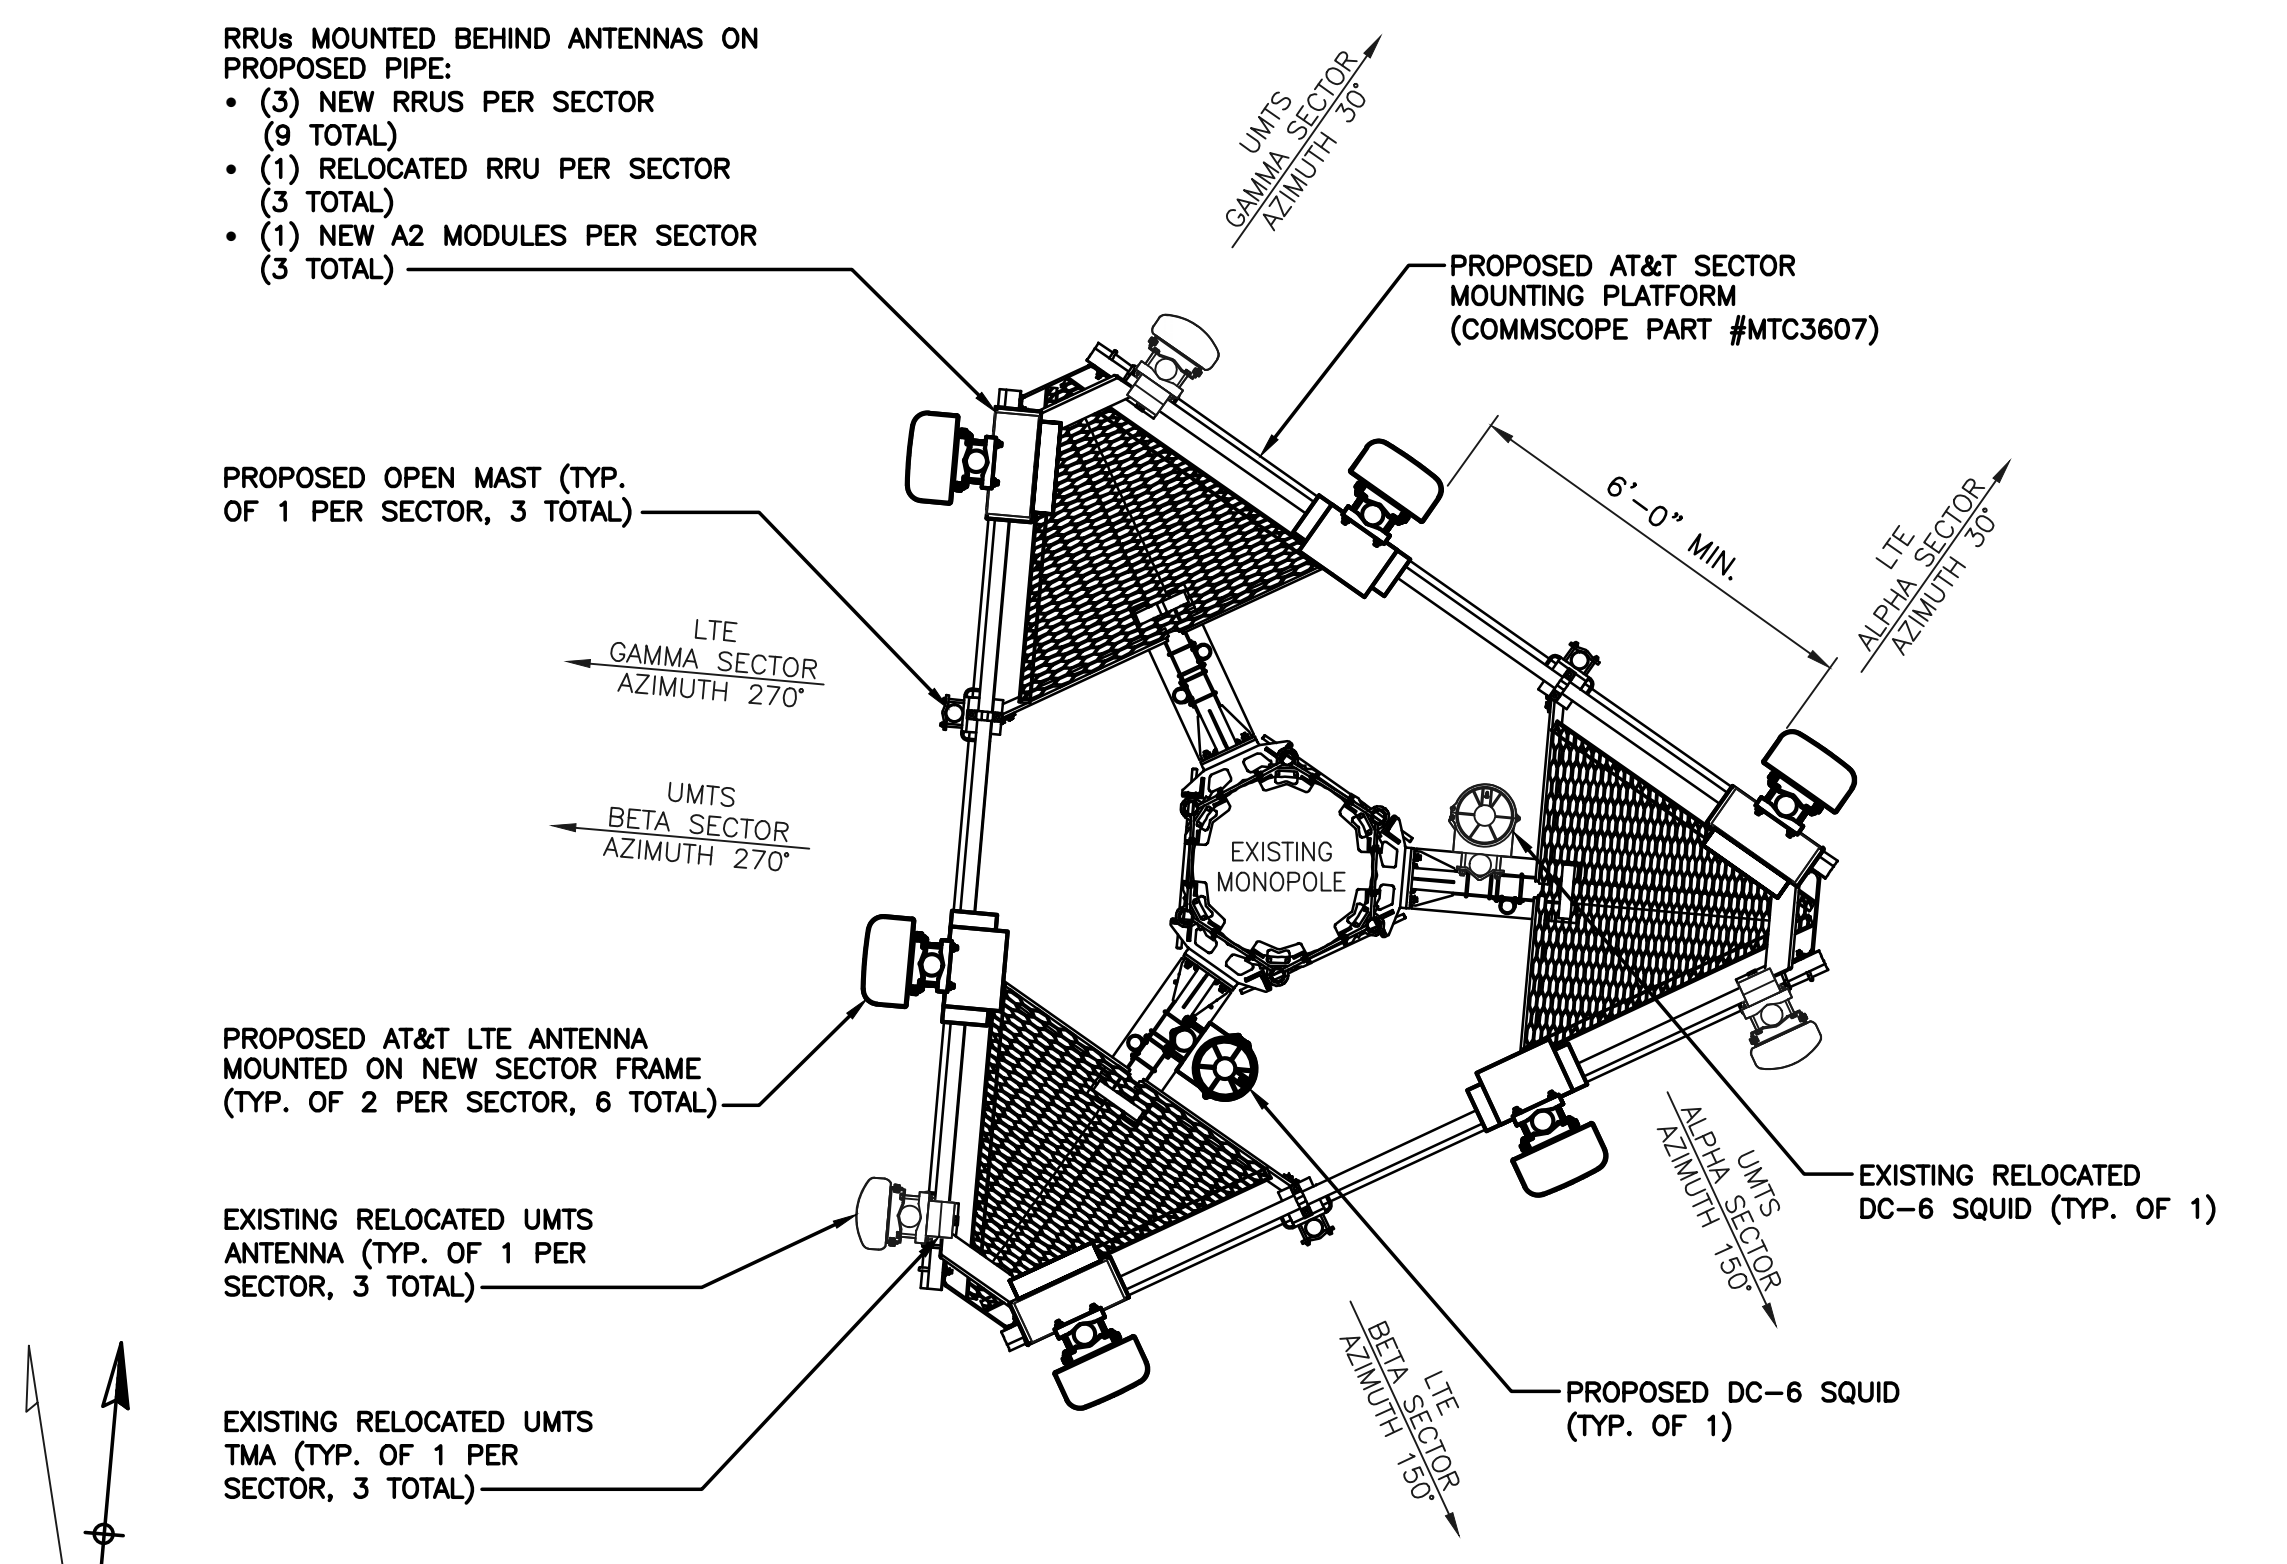 RRUs MOUNTED BEHIND ANTENNAS ON
PROPOSED PIPE:
• (3) NEW RRUS PER SECTOR
(9 TOTAL)
• (1) RELOCATED RRU PER SECTOR
(3 TOTAL)
• (1) NEW A2 MODULES PER SECTOR
(3 TOTAL)
UMTS
GAMMA SECTOR
AZIMUTH 30°
PROPOSED AT&T SECTOR
MOUNTING PLATFORM
(COMMSCOPE PART #MTC3607)
PROPOSED OPEN MAST (TYP.
OF 1 PER SECTOR, 3 TOTAL)
6'-0" MIN.
LTE
ALPHA SECTOR
AZIMUTH 30°
LTE
GAMMA SECTOR
AZIMUTH 270°
UMTS
BETA SECTOR
AZIMUTH 270°
EXISTING
MONOPOLE
PROPOSED AT&T LTE ANTENNA
MOUNTED ON NEW SECTOR FRAME
(TYP. OF 2 PER SECTOR, 6 TOTAL)
UMTS
ALPHA SECTOR
AZIMUTH 150°
EXISTING RELOCATED
DC-6 SQUID (TYP. OF 1)
EXISTING RELOCATED UMTS
ANTENNA (TYP. OF 1 PER
SECTOR, 3 TOTAL)
LTE
BETA SECTOR
AZIMUTH 150°
PROPOSED DC-6 SQUID
(TYP. OF 1)
EXISTING RELOCATED UMTS
TMA (TYP. OF 1 PER
SECTOR, 3 TOTAL)